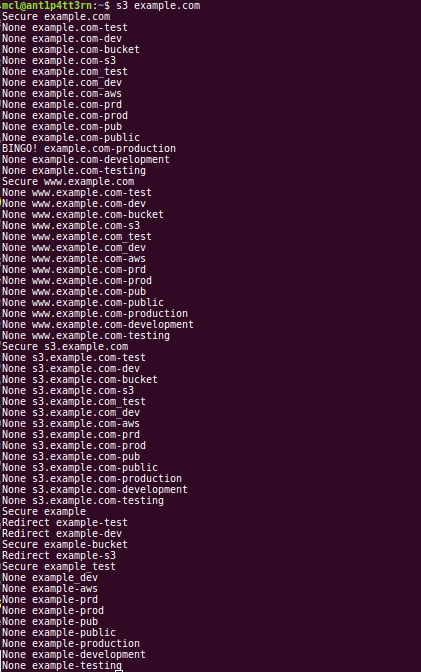 mcl@ant1p4tt3rn:~$ s3 example.com
Secure example.com
None example.com-test
None example.com-dev
None example.com-bucket
None example.com-s3
None example.com_test
None example.com_dev
None example.com-aws
None example.com-prd
None example.com-prod
None example.com-pub
None example.com-public
BINGO! example.com-production
None example.com-development
None example.com-testing
Secure www.example.com
None www.example.com-test
None www.example.com-dev
None www.example.com-bucket
None www.example.com-s3
None www.example.com_test
None www.example.com_dev
None www.example.com-aws
None www.example.com-prd
None www.example.com-prod
None www.example.com-pub
None www.example.com-public
None www.example.com-production
None www.example.com-development
None www.example.com-testing
Secure s3.example.com
None s3.example.com-test
None s3.example.com-dev
None s3.example.com-bucket
None s3.example.com-s3
None s3.example.com_test
None s3.example.com_dev
None s3.example.com-aws
None s3.example.com-prd
None s3.example.com-prod
None s3.example.com-pub
None s3.example.com-public
None s3.example.com-production
None s3.example.com-development
None s3.example.com-testing
Secure example
Redirect example-test
Redirect example-dev
Secure example-bucket
Redirect example-s3
Secure example_test
None example_dev
None example-aws
None example-prd
None example-prod
None example-pub
None example-public
None example-production
None example-development
None example-testing